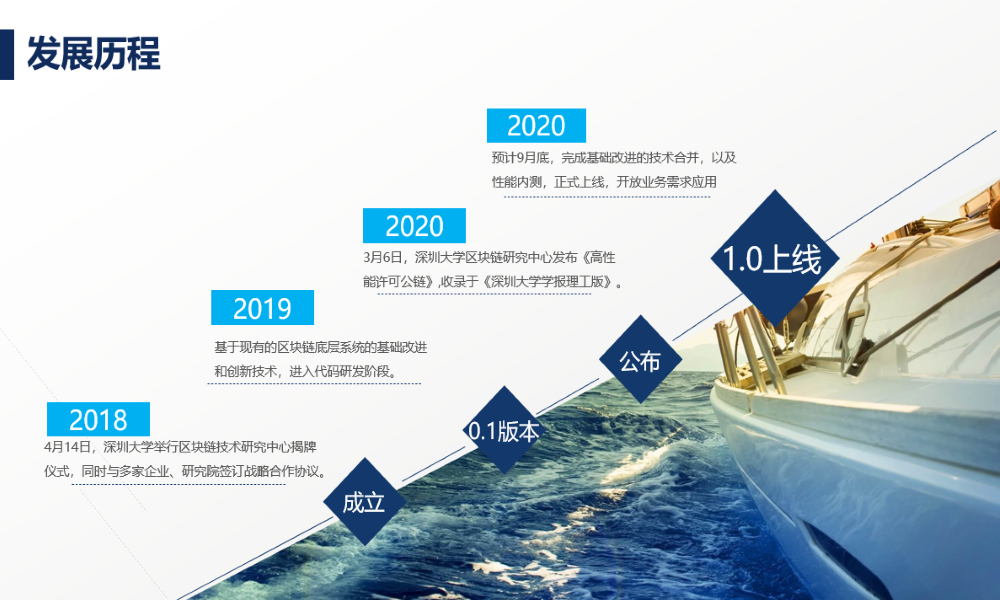 发展历程
2020
预计9月底，完成基础改进的技术合并，以及
性能内测，正式上线，开放业务需求应用
2020
3月6日，深圳大学区块链研究中心发布《高性
能许可公链》,收录于《深圳大学学报理工版》。
2019
基于现有的区块链底层系统的基础改进
和创新技术，进入代码研发阶段。
2018
4月14日，深圳大学举行区块链技术研究中心揭牌
仪式，同时与多家企业、研究院签订战略合作协议。
1.0上线
公布
0.1版本
成立